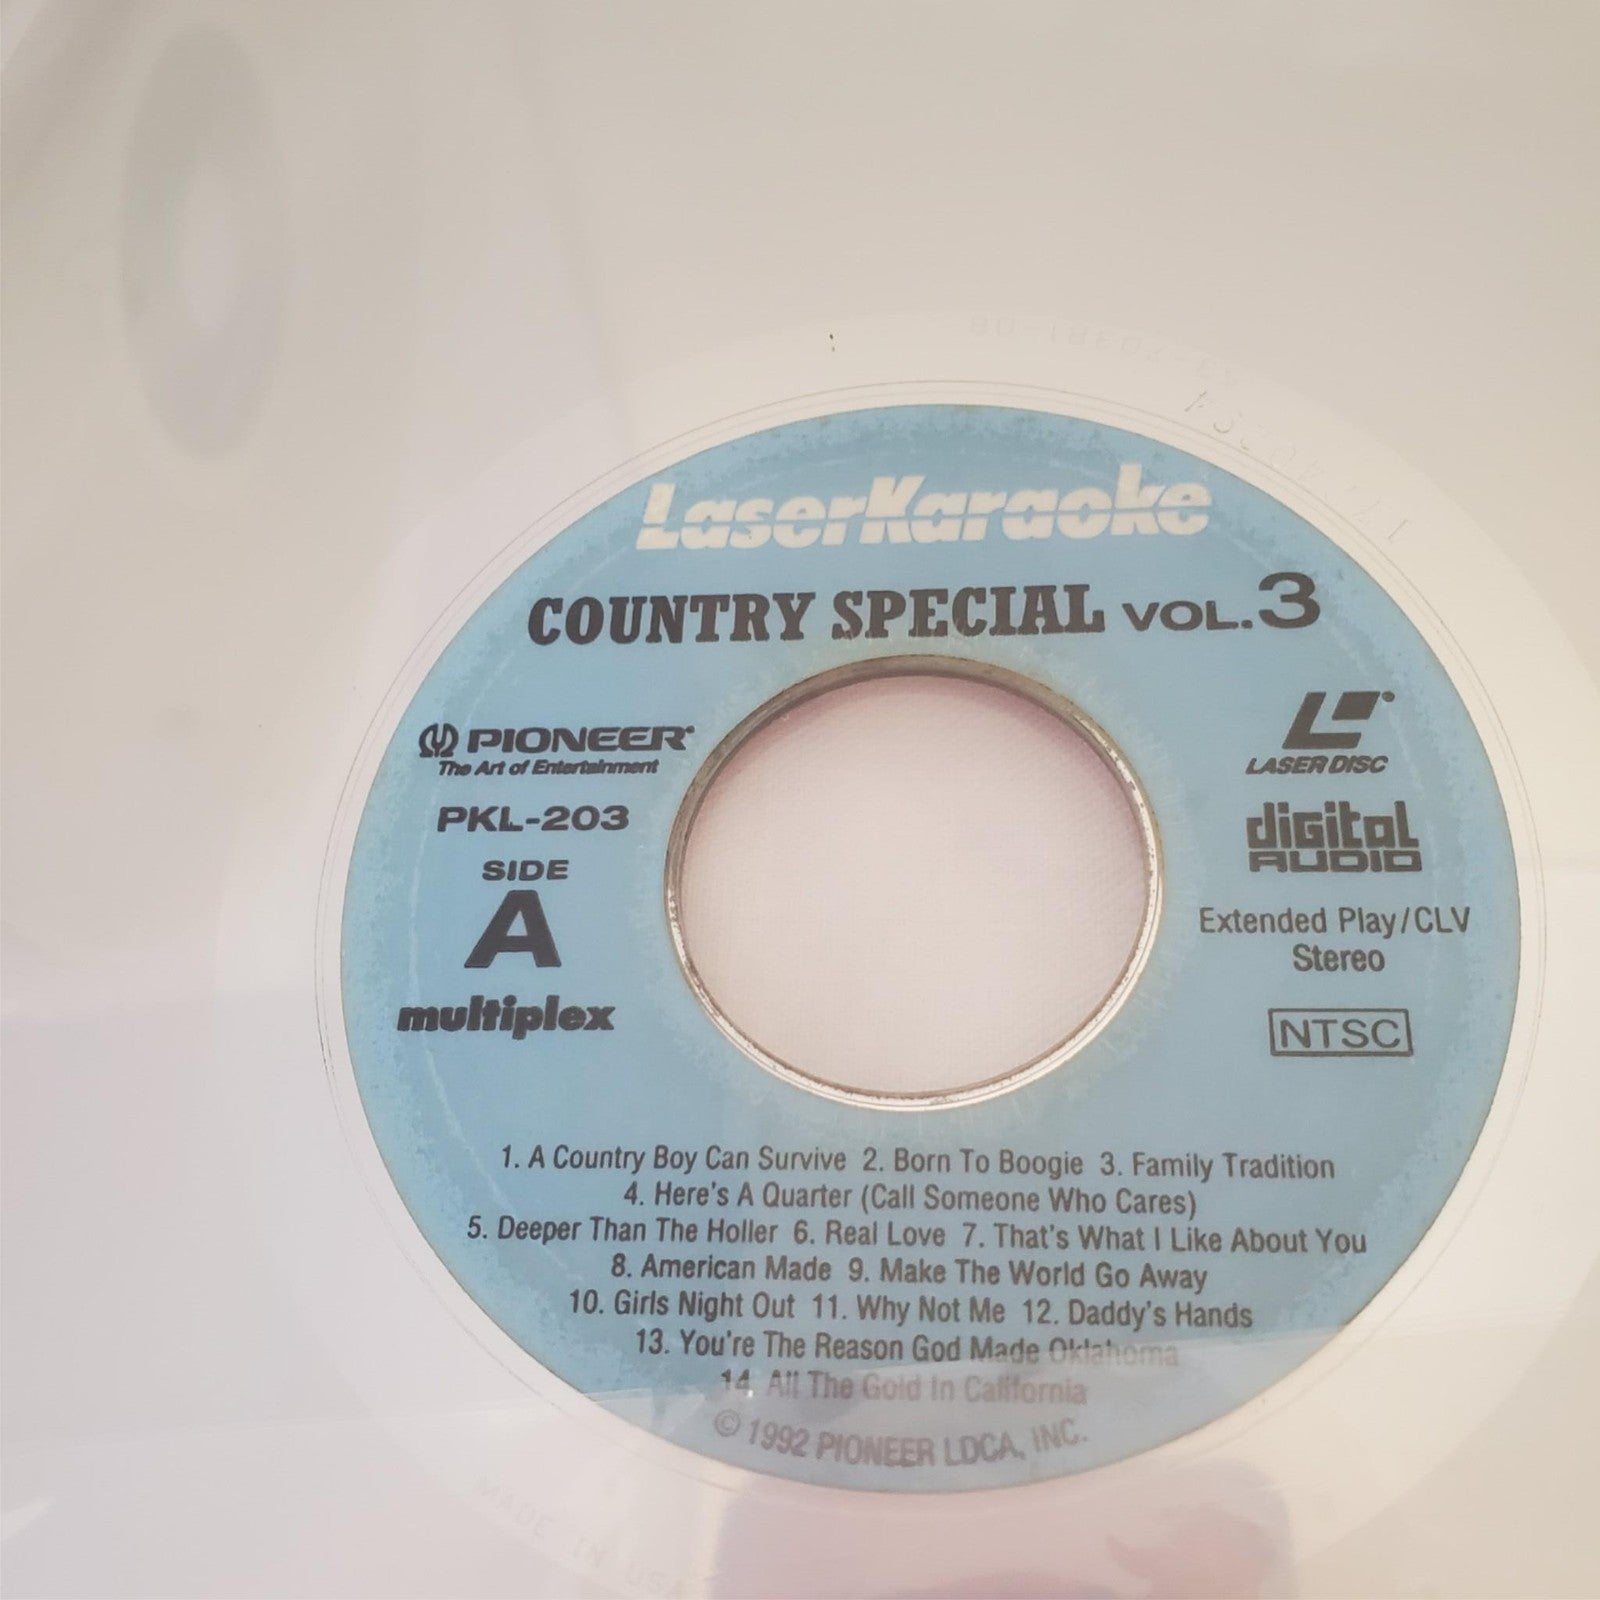 LaserKaraoke
COUNTRY SPECIAL VOL.3
PIONEER
The Art of Entertainment
PKL-203
SIDE
A
multiplex
LASER DISC
digital
AUDIO
Extended Play/CLV
Stereo
NTSC
1. A Country Boy Can Survive 2. Born To Boogie 3. Family Tradition
4. Here's A Quarter (Call Someone Who Cares)
5. Deeper Than The Holler 6. Real Love 7. That's What I Like About You
8. American Made 9. Make The World Go Away
10. Girls Night Out 11. Why Not Me 12. Daddy's Hands
13. You're The Reason God Made Oklahoma
14. All The Gold In California
© 1992 PIONEER LDCA, INC.
MADE IN USA